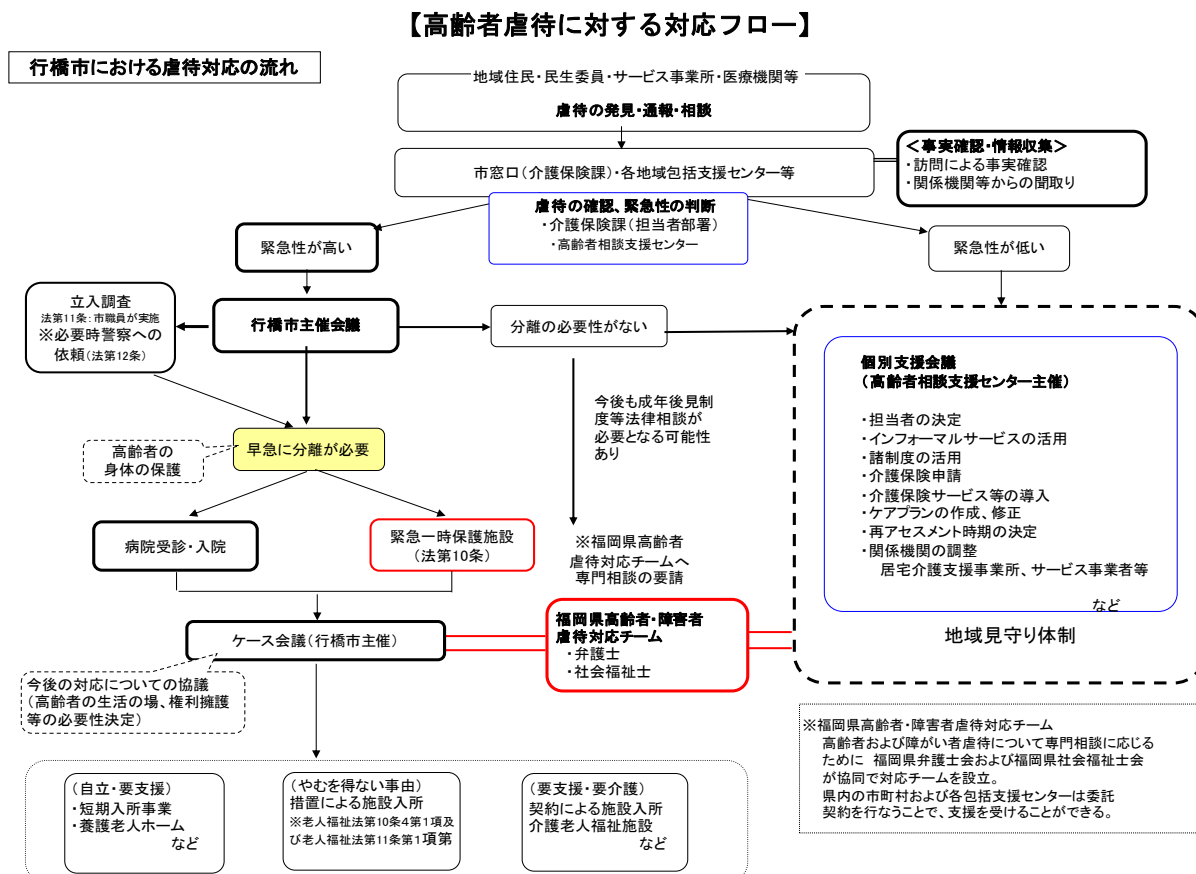 【高齢者虐待に対する対応フロー】
行橋市における虐待対応の流れ
地域住民・民生委員・サービス事業所・医療機関等
虐待の発見・通報・相談
市窓口（介護保険課）・各地域包括支援センター等
＜事実確認・情報収集＞
・訪問による事実確認
・関係機関等からの聞取り
虐待の確認、緊急性の判断
・介護保険課（担当者部署）
・高齢者相談支援センター
緊急性が高い
緊急性が低い
立入調査
法第11条：市職員が実施
※必要時警察への
依頼（法第12条）
行橋市主催会議
分離の必要性がない
今後も成年後見制
度等法律相談が
必要となる可能性
あり
高齢者の
身体の保護
早急に分離が必要
病院受診・入院
緊急一時保護施設
（法第10条）
※福岡県高齢者
虐待対応チームへ
専門相談の要請
個別支援会議
（高齢者相談支援センター主催）
・担当者の決定
・インフォーマルサービスの活用
・諸制度の活用
・介護保険申請
・介護保険サービス等の導入
・ケアプランの作成、修正
・再アセスメント時期の決定
・関係機関の調整
居宅介護支援事業所、サービス事業者等
など
地域見守り体制
ケース会議（行橋市主催）
福岡県高齢者・障害者
虐待対応チーム
・弁護士
・社会福祉士
今後の対応についての協議
（高齢者の生活の場、権利擁護
等の必要性決定）
※福岡県高齢者・障害者虐待対応チーム
高齢者および障がい者虐待について専門相談に応じる
ために　福岡県弁護士会および福岡県社会福祉士会
が協同で対応チームを設立。
県内の市町村および各包括支援センターは委託
契約を行なうことで、支援を受けることができる。
（自立・要支援）
・短期入所事業
・養護老人ホーム
など
（やむを得ない事由）
措置による施設入所
※老人福祉法第10条4第1項及
び老人福祉法第11条第1項第
（要支援・要介護）
契約による施設入所
介護老人福祉施設
など